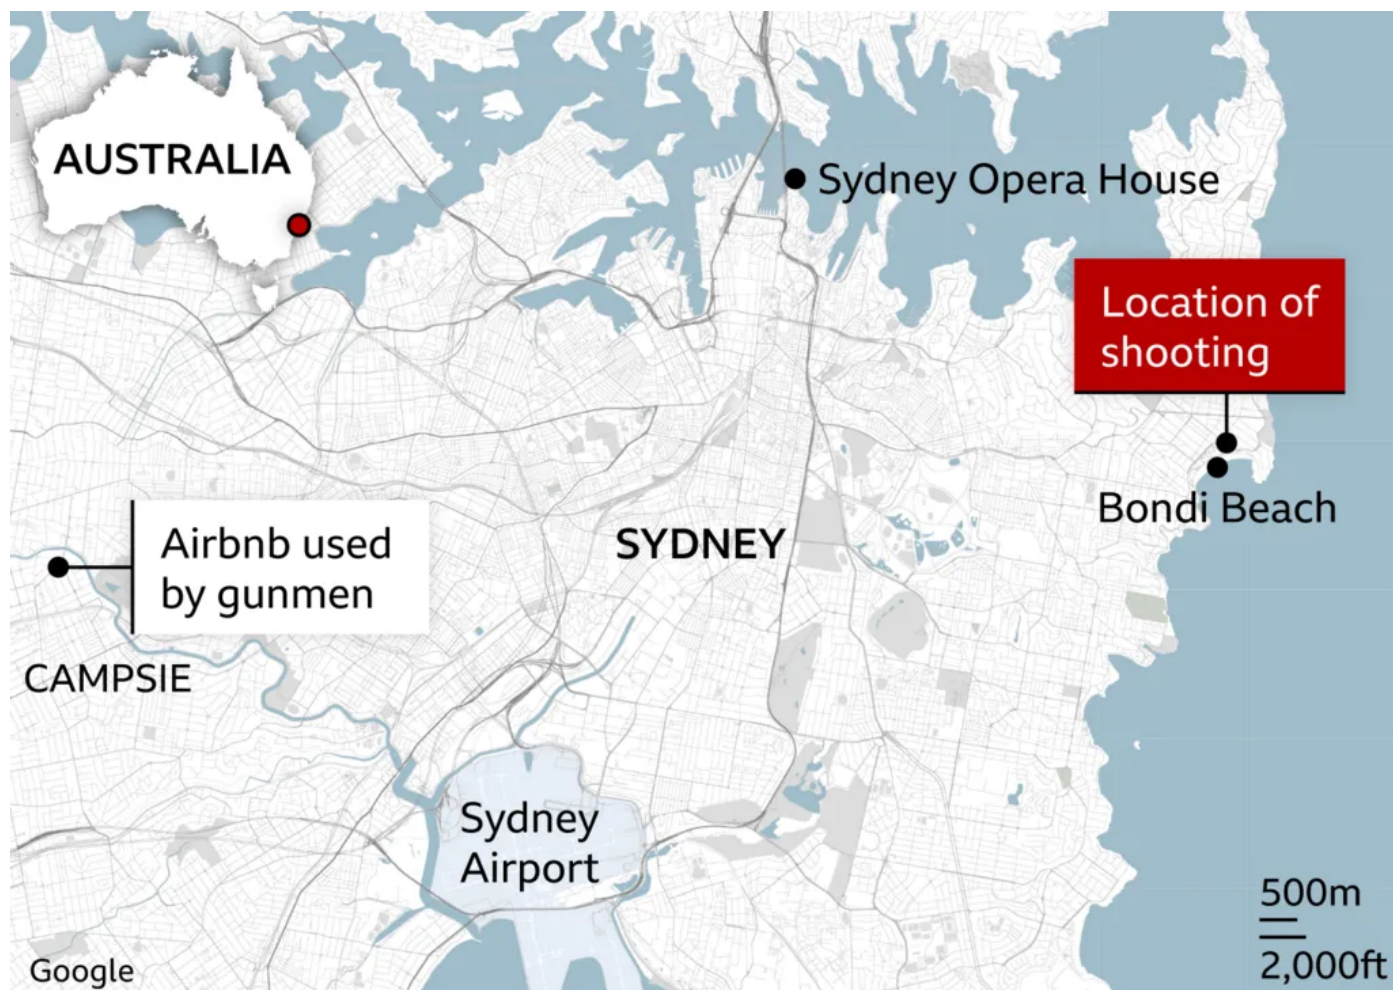 AUSTRALIA
Sydney Opera House
Location of
shooting
Bondi Beach
Airbnb used
by gunmen
SYDNEY
CAMPSIE
Sydney
Airport
500m
2,000ft
Google